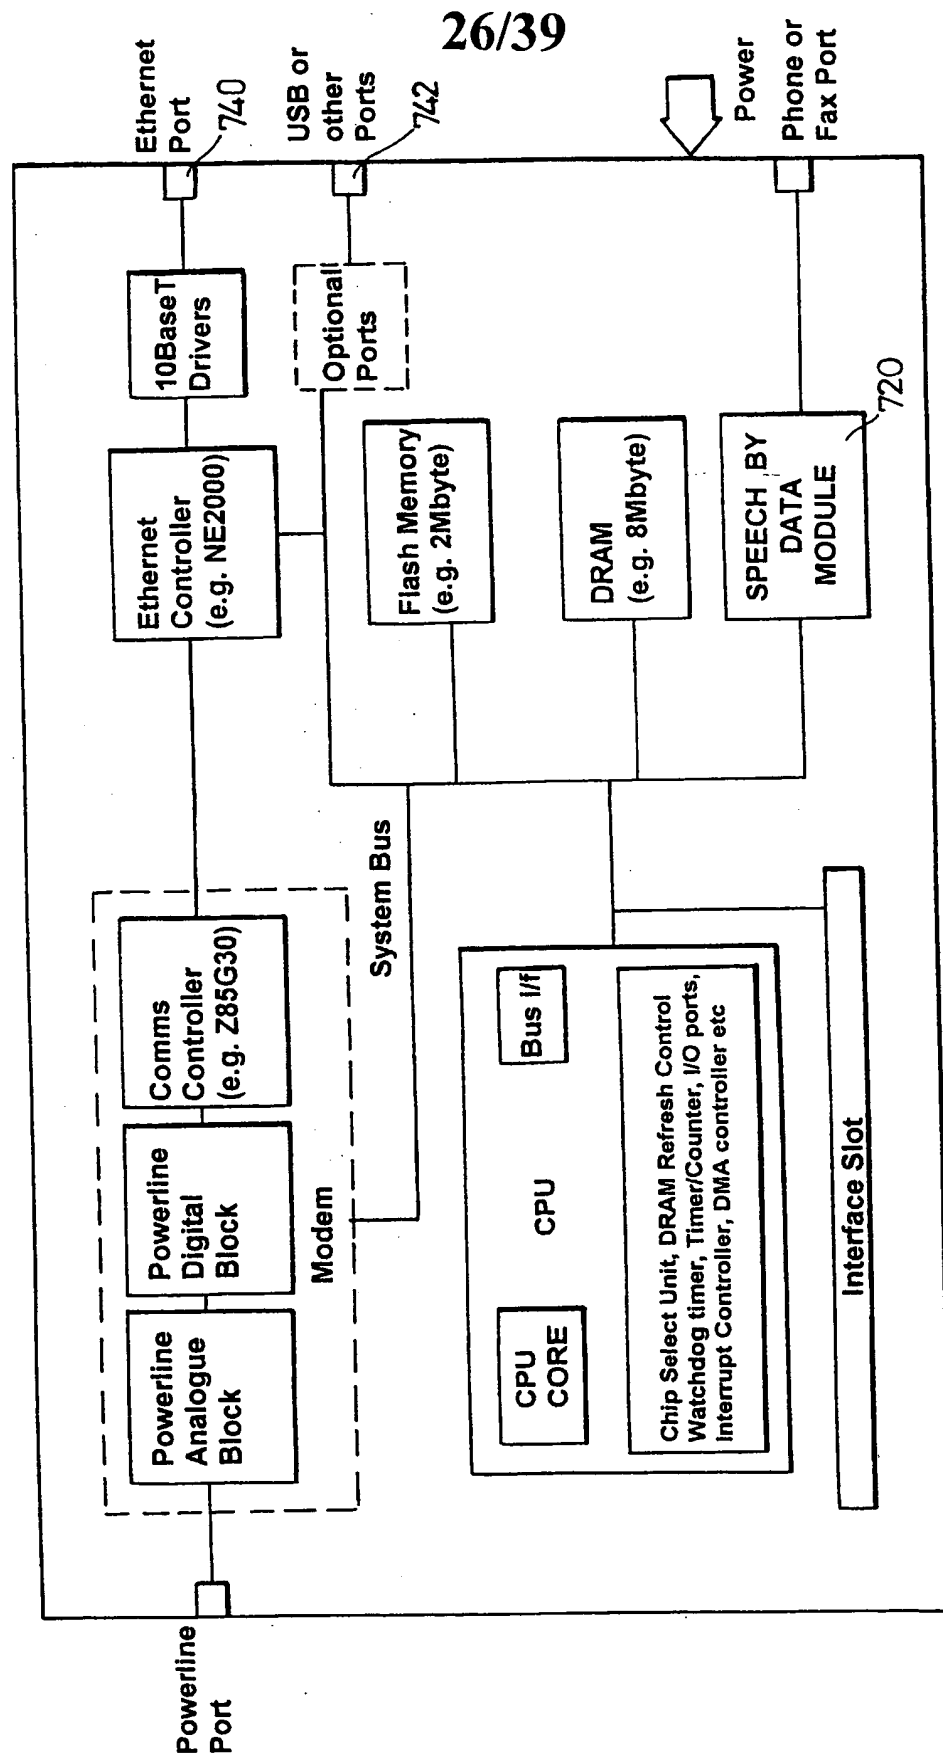 26/39
Powerline
Port
Powerline
Analogue
Block
Powerline
Digital
Block
Comms
Controller
(e.g. Z85G30)
Modem
Ethernet
Controller
(e.g. NE2000)
10BaseT
Drivers
Ethernet
Port
740
USB or
other
Ports
742
Optional
Ports
System Bus
Flash Memory
(e.g. 2Mbyte)
DRAM
(e.g. 8Mbyte)
SPEECH BY
DATA
MODULE
720
Power
Phone or
Fax Port
CPU
CORE
CPU
Bus I/f
Chip Select Unit, DRAM Refresh Control
Watchdog timer, Timer/Counter, I/O ports,
Interrupt Controller, DMA controller etc
Interface Slot